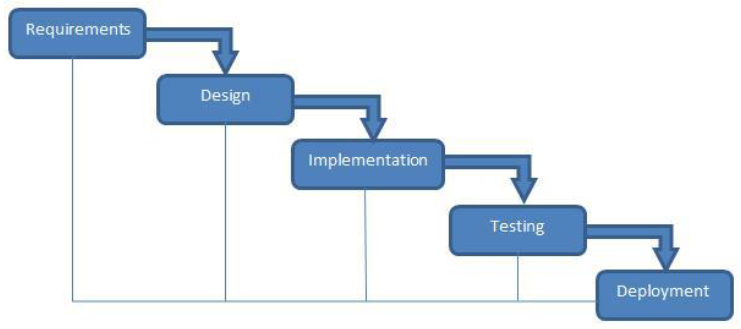 Requirements
Design
Implementation
Testing
Deployment